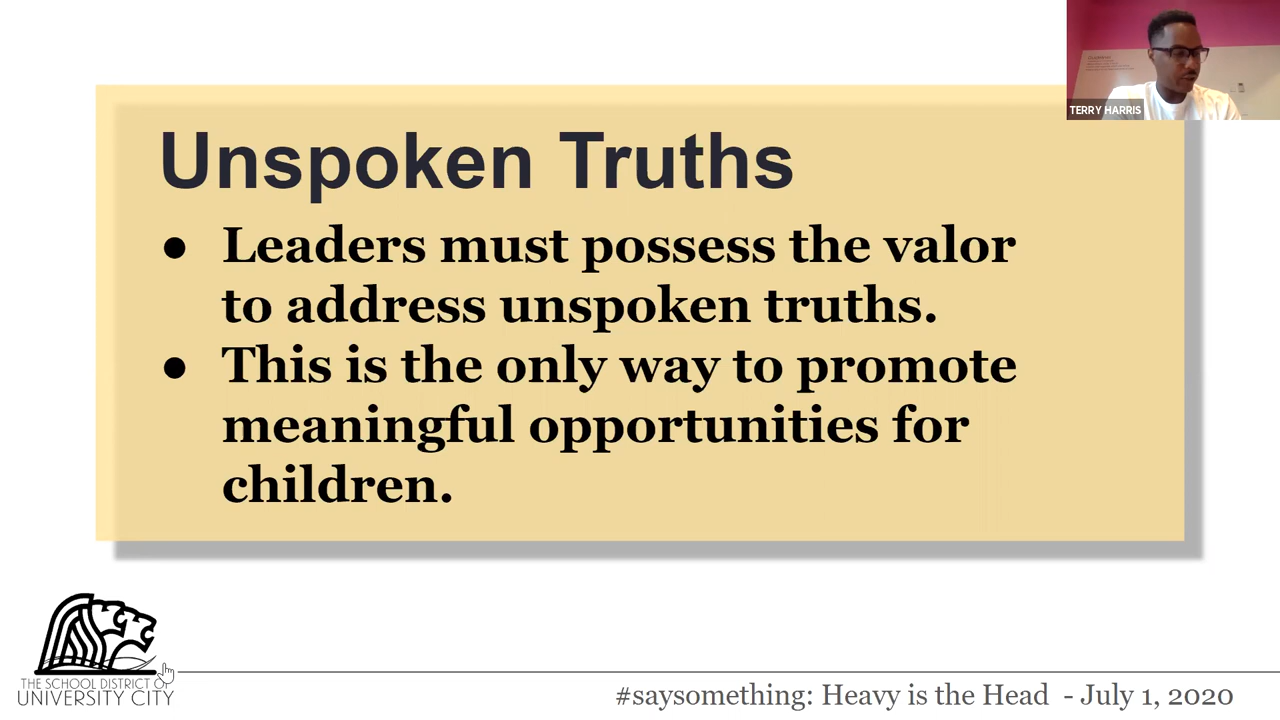 TERRY HARRIS
Unspoken Truths
● Leaders must possess the valor
to address unspoken truths.
● This is the only way to promote
meaningful opportunities for
children.
THE SCHOOL DISTRICT OF
UNIVERSITY CITY
#saysomething: Heavy is the Head - July 1, 2020